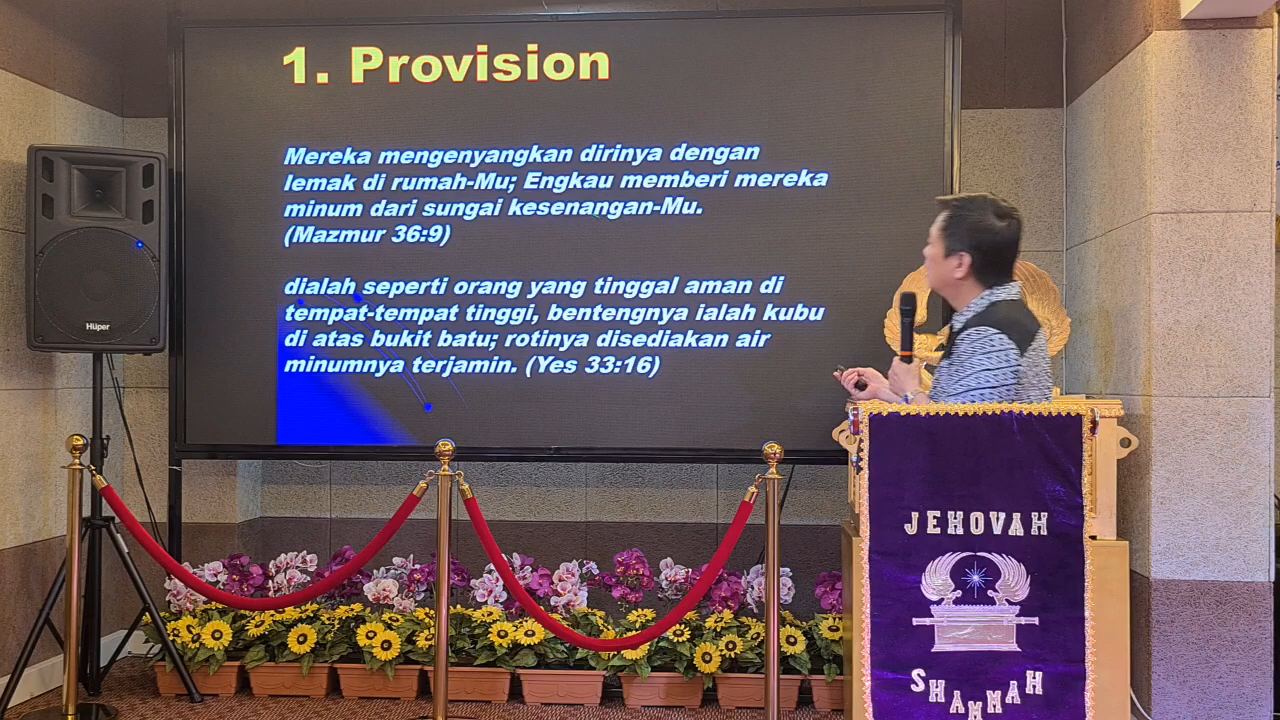 1. Provision
Mereka mengenyangkan dirinya dengan
lemak di rumah-Mu; Engkau memberi mereka
minum dari sungai kesenangan-Mu.
(Mazmur 36:9)
dialah seperti orang yang tinggal aman di
tempat-tempat tinggi, bentengnya ialah kubu
di atas bukit batu; rotinya disediakan air
minumnya terjamin. (Yes 33:16)
Hüper
JEHOVAH
SHAMMAH